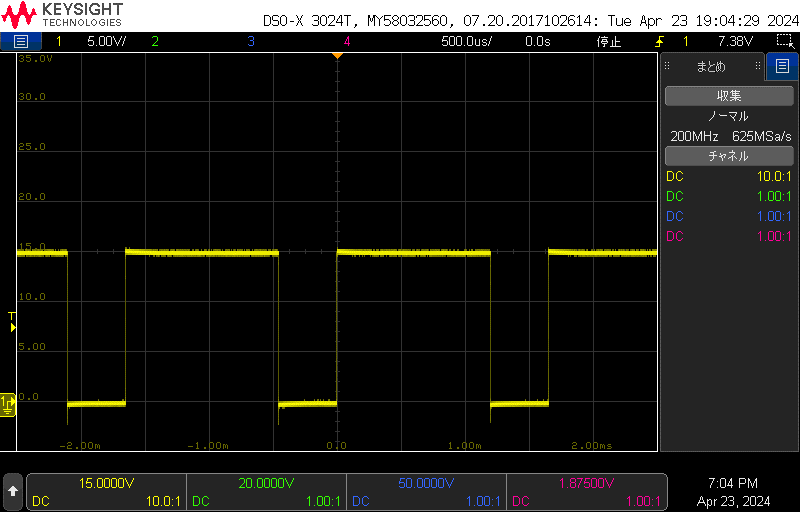 KEYSIGHT
TECHNOLOGIES
DSO-X 3024T, MY58032560, 07.20.2017102614: Tue Apr 23 19:04:29 2024
1 5.00V/ 2 3 4 500.0us/ 0.0s 停止 1 7.38V
35.0V
30.0
25.0
20.0
15.0
10.0
5.00
0.0
T
1
-2.00m -1.00m 0.0 1.00m 2.00ms
まとめ
収集
ノーマル
200MHz 625MSa/s
チャネル
DC 10.0:1
DC 1.00:1
DC 1.00:1
DC 1.00:1
15.0000V 20.0000V 50.0000V 1.87500V
DC 10.0:1 DC 1.00:1 DC 1.00:1 DC 1.00:1
7:04 PM
Apr 23, 2024